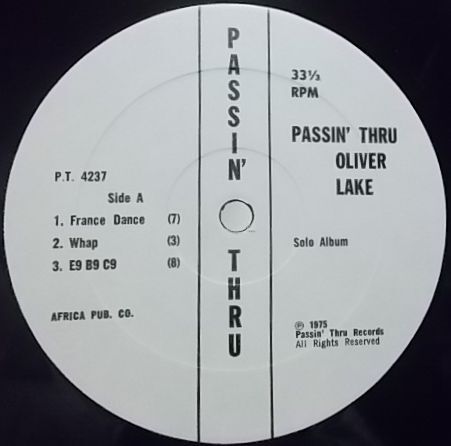 PASSIN' THRU
P.T. 4237
Side A
1. France Dance (7)
2. Whap (3)
3. E9 B9 C9 (8)
AFRICA PUB. CO.
33⅓
RPM
PASSIN' THRU
OLIVER
LAKE
Solo Album
℗ 1975
Passin' Thru Records
All Rights Reserved